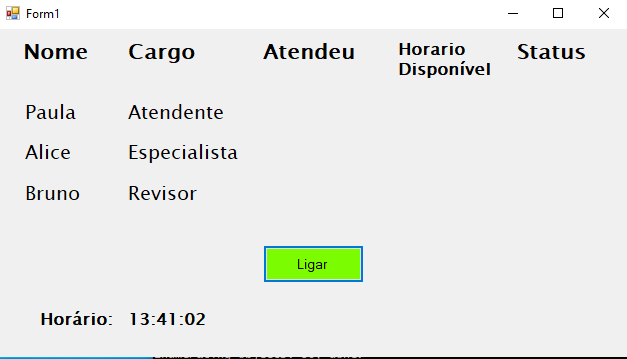 Form1
Nome Cargo Atendeu Horario Disponível Status
Paula Atendente
Alice Especialista
Bruno Revisor
Ligar
Horário: 13:41:02